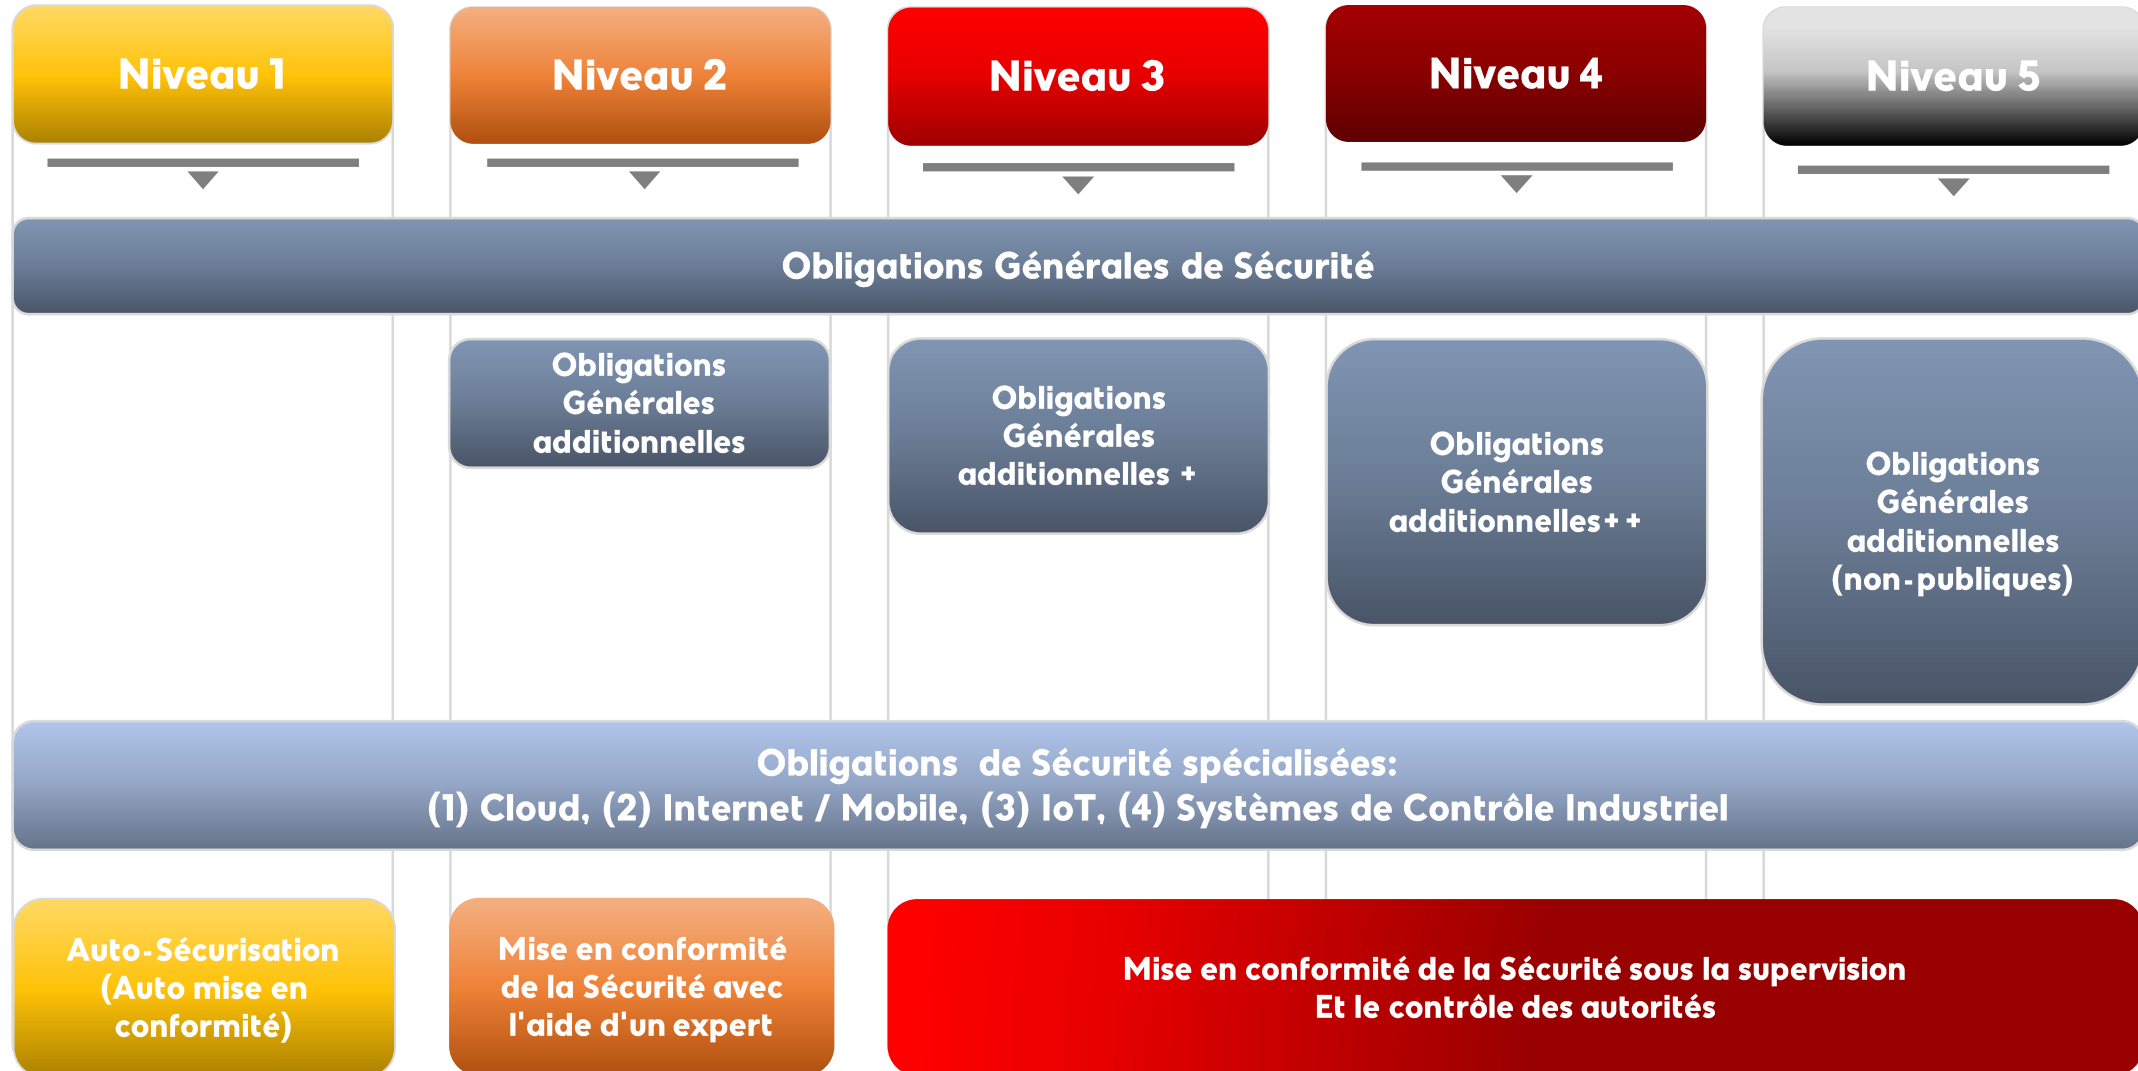 Niveau 1
Niveau 2
Niveau 3
Niveau 4
Niveau 5
Obligations Générales de Sécurité
Obligations
Générales
additionnelles
Obligations
Générales
additionnelles +
Obligations
Générales
additionnelles++
Obligations
Générales
additionnelles
(non-publiques)
Obligations de Sécurité spécialisées:
(1) Cloud, (2) Internet / Mobile, (3) IoT, (4) Systèmes de Contrôle Industriel
Auto-Sécurisation
(Auto mise en
conformité)
Mise en conformité
de la Sécurité avec
l'aide d'un expert
Mise en conformité de la Sécurité sous la supervision
Et le contrôle des autorités